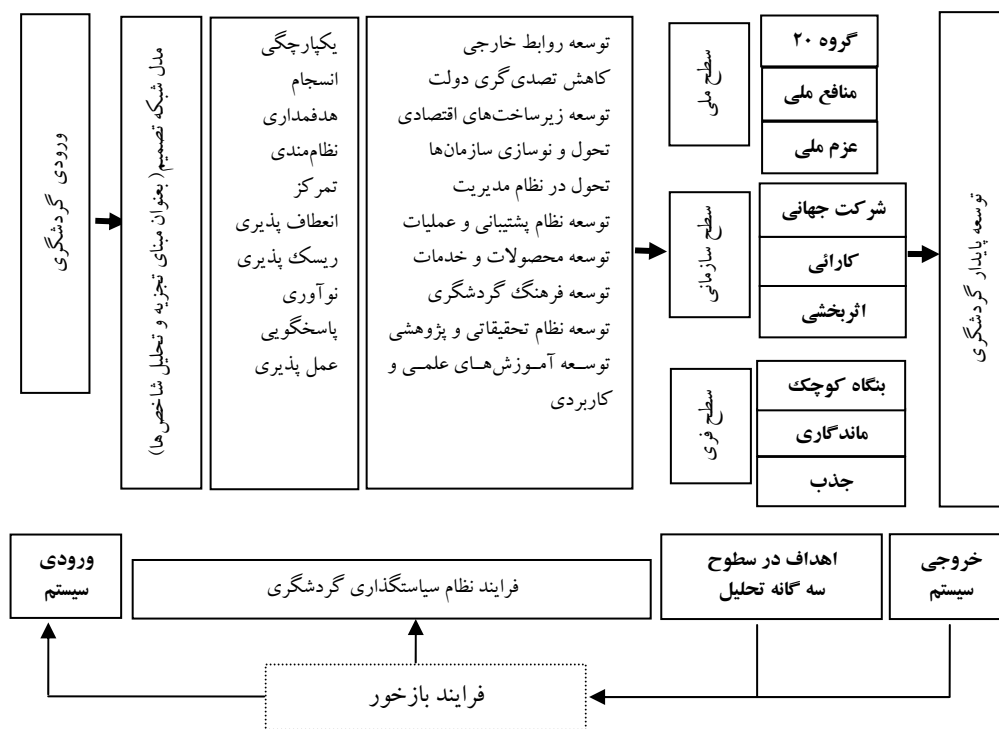 ورودی گردشگری
مدل شبکه تصمیم( بعنوان مبنای تجزیه و تحلیل شاخص‌ها)
یکپارچگی
انسجام
هدفمداری
نظام‌مندی
تمرکز
انعطاف پذیری
ریسک پذیری
نوآوری
پاسخگویی
عمل پذیری
توسعه روابط خارجی
کاهش تصدی‌گری دولت
توسعه زیرساخت‌های اقتصادی
تحول و نوسازی سازمان‌ها
تحول در نظام مدیریت
توسعه نظام پشتیبانی و عملیات
توسعه محصولات و خدمات
توسعه فرهنگ گردشگری
توسعه نظام تحقیقاتی و پژوهشی
توسـعه آمـوزش‌هـای علمـی و
کاربردی
سطح ملی
گروه ۲۰
منافع ملی
عزم ملی
سطح سازمانی
شرکت جهانی
کارائی
اثربخشی
سطح فری
بنگاه کوچک
ماندگاری
جذب
توسعه پایدار گردشگری
ورودی
سیستم
فرایند نظام سیاستگذاری گردشگری
اهداف در سطوح
سه گانه تحلیل
خروجی
سیستم
فرایند بازخور